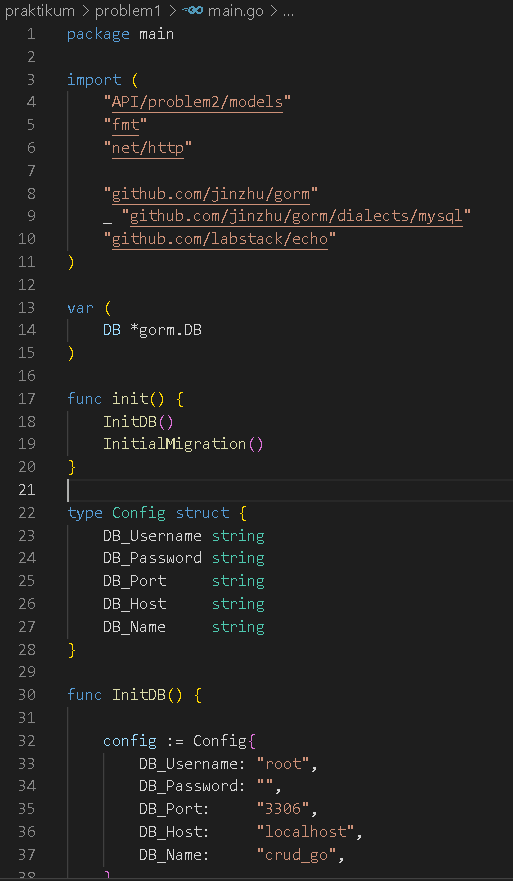 praktikum > problem1 > main.go > ...
1 package main
2
3 import (
4 "API/problem2/models"
5 "fmt"
6 "net/http"
7
8 "github.com/jinzhu/gorm"
9 _ "github.com/jinzhu/gorm/dialects/mysql"
10 "github.com/labstack/echo"
11 )
12
13 var (
14 DB *gorm.DB
15 )
16
17 func init() {
18 InitDB()
19 InitialMigration()
20 }
21
22 type Config struct {
23 DB_Username string
24 DB_Password string
25 DB_Port string
26 DB_Host string
27 DB_Name string
28 }
29
30 func InitDB() {
31
32 config := Config{
33 DB_Username: "root",
34 DB_Password: "",
35 DB_Port: "3306",
36 DB_Host: "localhost",
37 DB_Name: "crud_go",
38 }